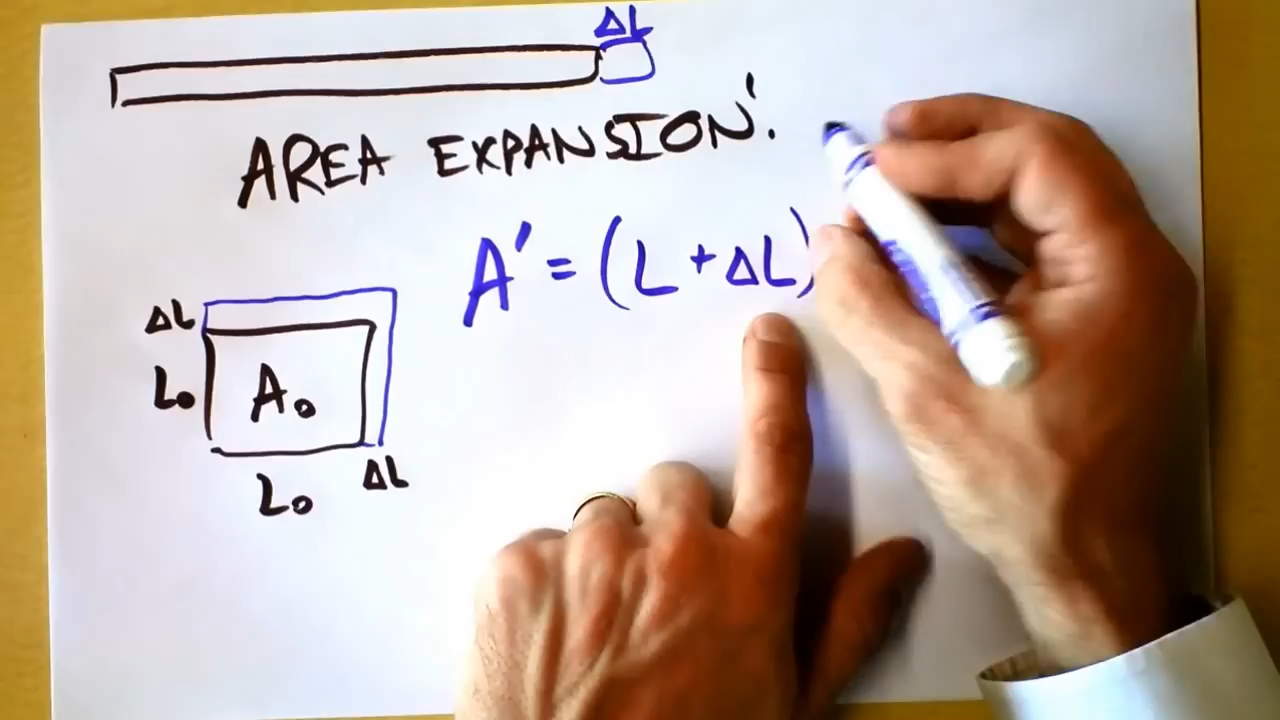 ΔL
AREA EXPANSION!
A' = (L + ΔL)
ΔL
L₀
A₀
L₀ ΔL